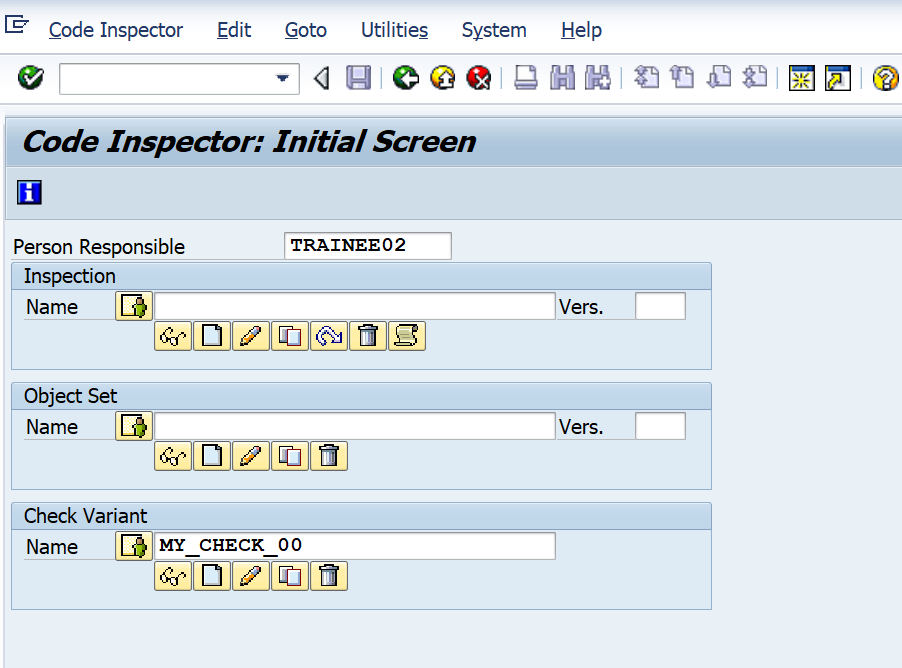 Code Inspector Edit Goto Utilities System Help
Code Inspector: Initial Screen
Person Responsible TRAINEE02
Inspection
Name Vers.
Object Set
Name Vers.
Check Variant
Name MY_CHECK_00